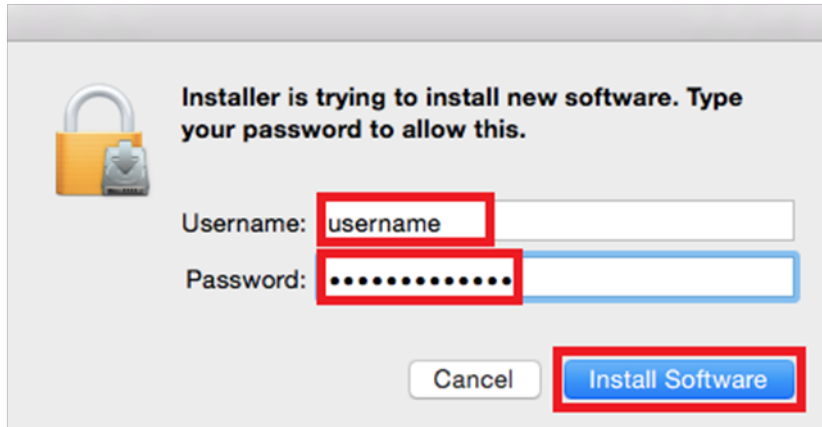 Installer is trying to install new software. Type
your password to allow this.
Username: username
Password: •••••••••••••
Cancel Install Software